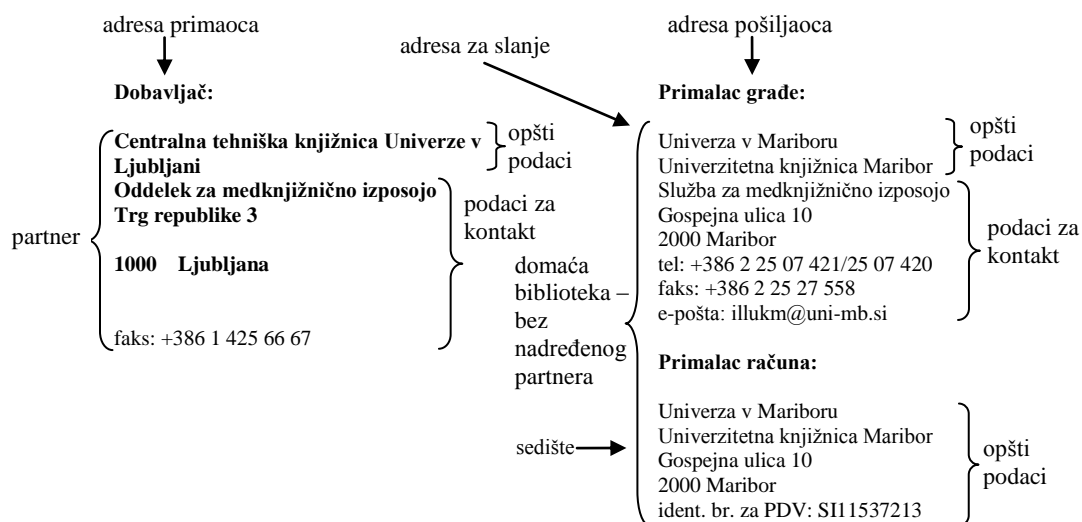 adresa primaoca
Dobavljač:
Centralna tehniška knjižnica Univerze v
Ljubljani
Oddelek za medknjižnično izposojo
Trg republike 3
1000 Ljubljana
faks: +386 1 425 66 67
partner
opšti
podaci
podaci za
kontakt
adresa za slanje
adresa pošiljaoca
Primalac građe:
Univerza v Mariboru
Univerzitetna knjižnica Maribor
Služba za medknjižnično izposojo
Gospejna ulica 10
2000 Maribor
tel: +386 2 25 07 421/25 07 420
faks: +386 2 25 27 558
e-pošta: illukm@uni-mb.si
opšti
podaci
podaci za
kontakt
domaća
biblioteka –
bez
nadređenog
partnera
Primalac računa:
sedište
Univerza v Mariboru
Univerzitetna knjižnica Maribor
Gospejna ulica 10
2000 Maribor
ident. br. za PDV: SI11537213
opšti
podaci